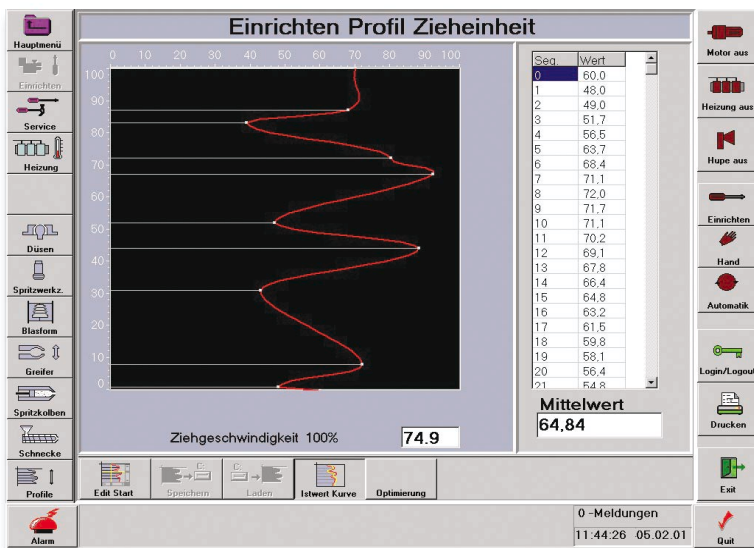 Einrichten Profil Zieheinheit
Hauptmenü
Einrichten
Service
Heizung
Düsen
Spritzwerkz.
Blasform
Greifer
Spritzkolben
Schnecke
Profile
Alarm
0 10 20 30 40 50 60 70 80 90 100
100
90
80
70
60
50
40
30
20
10
0
Ziehgeschwindigkeit 100% 74.9
Seg. Wert
0 60,0
1 48,0
2 49,0
3 51,7
4 56,5
5 63,7
6 68,4
7 71,1
8 72,0
9 71,7
10 71,1
11 70,2
12 69,1
13 67,8
14 66,4
15 64,8
16 63,2
17 61,5
18 59,8
19 58,1
20 56,4
21 54,8
Mittelwert
64,84
Edit Start
C:
Speichern
C:
Laden
Istwert Kurve
Optimierung
0 -Meldungen
11:44:26 05.02.01
Motor aus
Heizung aus
Hupe aus
Einrichten
Hand
Automatik
Login/Logout
Drucken
Exit
Quit